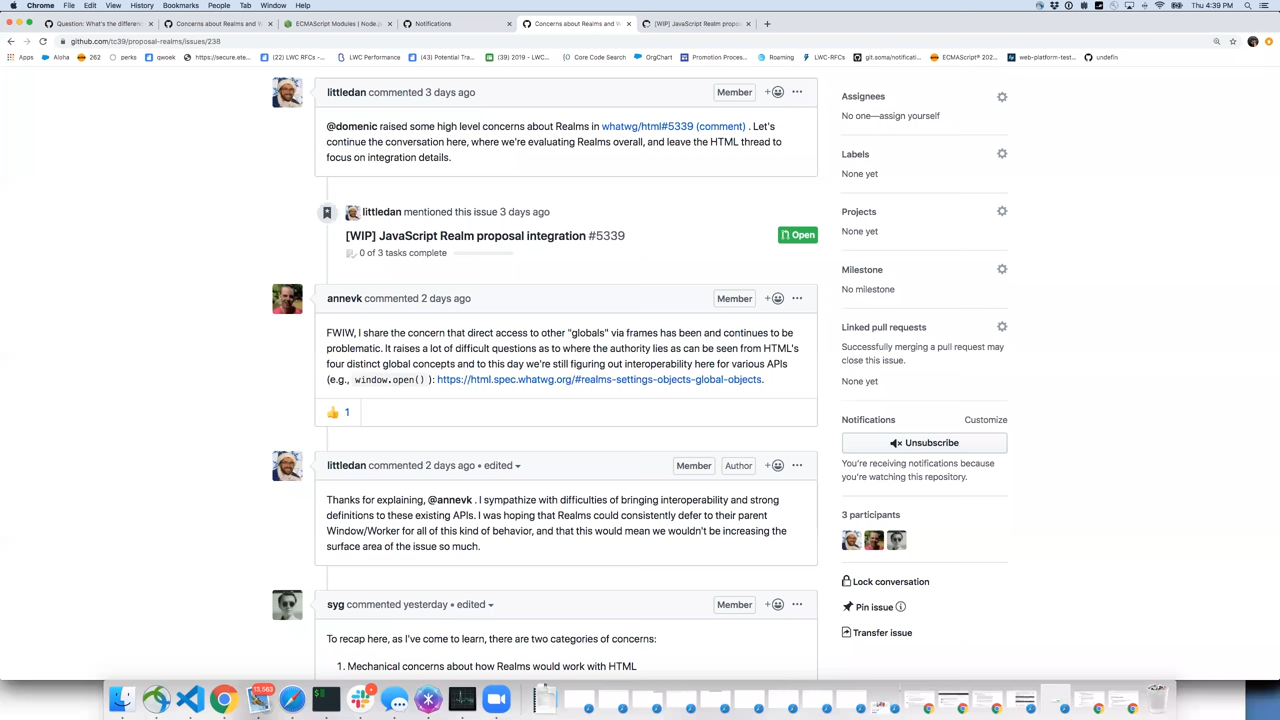 Chrome File Edit View History Bookmarks People Tab Window Help Thu 4:39 PM
Question: What's the differen × Concerns about Realms and W × ECMAScript Modules | Node.j × Notifications × Concerns about Realms and W × [WIP] JavaScript Realm propos × +
github.com/tc39/proposal-realms/issues/238
Apps Aloha 262 perks qwoek https://secure.ete... (22) LWC RFCs -... LWC Performance (43) Potential Tra... (39) 2019 - LWC... Core Code Search OrgChart Promotion Proces... Roaming LWC-RFCs git.soma/notificati... ECMAScript® 202... web-platform-test... undefin
littledan commented 3 days ago Member
@domenic raised some high level concerns about Realms in whatwg/html#5339 (comment) . Let's
continue the conversation here, where we're evaluating Realms overall, and leave the HTML thread to
focus on integration details.
littledan mentioned this issue 3 days ago
[WIP] JavaScript Realm proposal integration #5339 Open
0 of 3 tasks complete
annevk commented 2 days ago Member
FWIW, I share the concern that direct access to other "globals" via frames has been and continues to be
problematic. It raises a lot of difficult questions as to where the authority lies as can be seen from HTML's
four distinct global concepts and to this day we're still figuring out interoperability here for various APIs
(e.g., window.open() ): https://html.spec.whatwg.org/#realms-settings-objects-global-objects.
1
littledan commented 2 days ago • edited Member Author
Thanks for explaining, @annevk . I sympathize with difficulties of bringing interoperability and strong
definitions to these existing APIs. I was hoping that Realms could consistently defer to their parent
Window/Worker for all of this kind of behavior, and that this would mean we wouldn't be increasing the
surface area of the issue so much.
syg commented yesterday • edited Member
To recap here, as I've come to learn, there are two categories of concerns:
1. Mechanical concerns about how Realms would work with HTML
Assignees
No one—assign yourself
Labels
None yet
Projects
None yet
Milestone
No milestone
Linked pull requests
Successfully merging a pull request may
close this issue.
None yet
Notifications Customize
Unsubscribe
You're receiving notifications because
you're watching this repository.
3 participants
Lock conversation
Pin issue
Transfer issue
13,563